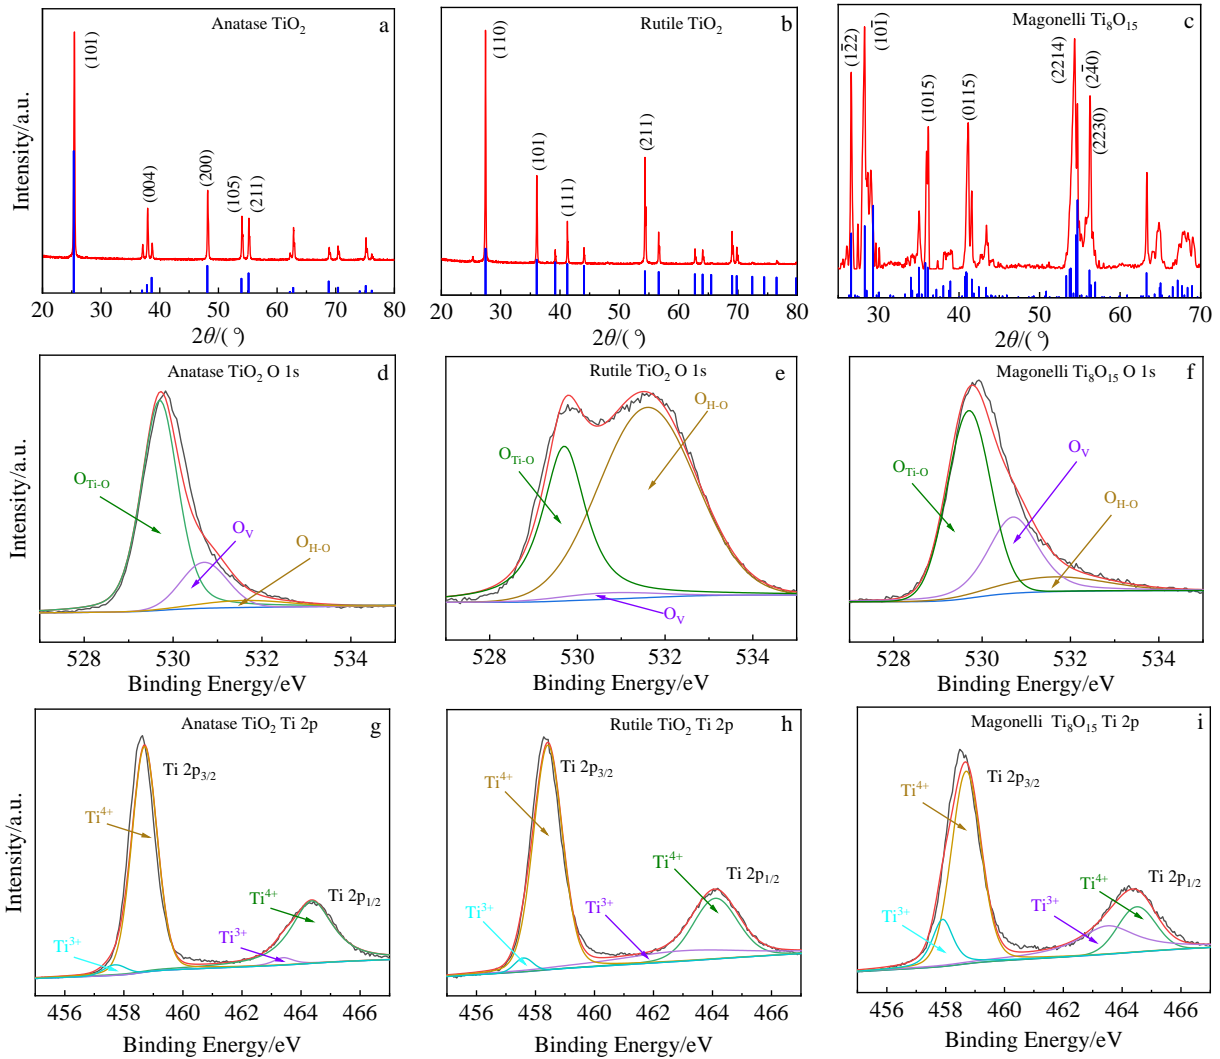 Anatase TiO2
a
(101)
(004)
(200)
(105)
(211)
Intensity/a.u.
20 30 40 50 60 70 80
2θ/(°)
Rutile TiO2
b
(110)
(101)
(111)
(211)
20 30 40 50 60 70 80
2θ/(°)
Magonelli Ti8O15
c
(1̄22)
(101̄)
(1015)
(0115)
(2214)
(2̄40)
(2230)
30 40 50 60 70
2θ/(°)
Anatase TiO2 O 1s
d
OTi-O
OV
OH-O
Intensity/a.u.
528 530 532 534
Binding Energy/eV
Rutile TiO2 O 1s
e
OH-O
OTi-O
OV
528 530 532 534
Binding Energy/eV
Magonelli Ti8O15 O 1s
f
OV
OTi-O
OH-O
528 530 532 534
Binding Energy/eV
Anatase TiO2 Ti 2p
g
Ti 2p3/2
Ti4+
Ti4+
Ti 2p1/2
Ti3+
Ti3+
Intensity/a.u.
456 458 460 462 464 466
Binding Energy/eV
Rutile TiO2 Ti 2p
h
Ti 2p3/2
Ti4+
Ti4+
Ti 2p1/2
Ti3+
Ti3+
456 458 460 462 464 466
Binding Energy/eV
Magonelli Ti8O15 Ti 2p
i
Ti 2p3/2
Ti4+
Ti4+
Ti 2p1/2
Ti3+
Ti3+
456 458 460 462 464 466
Binding Energy/eV